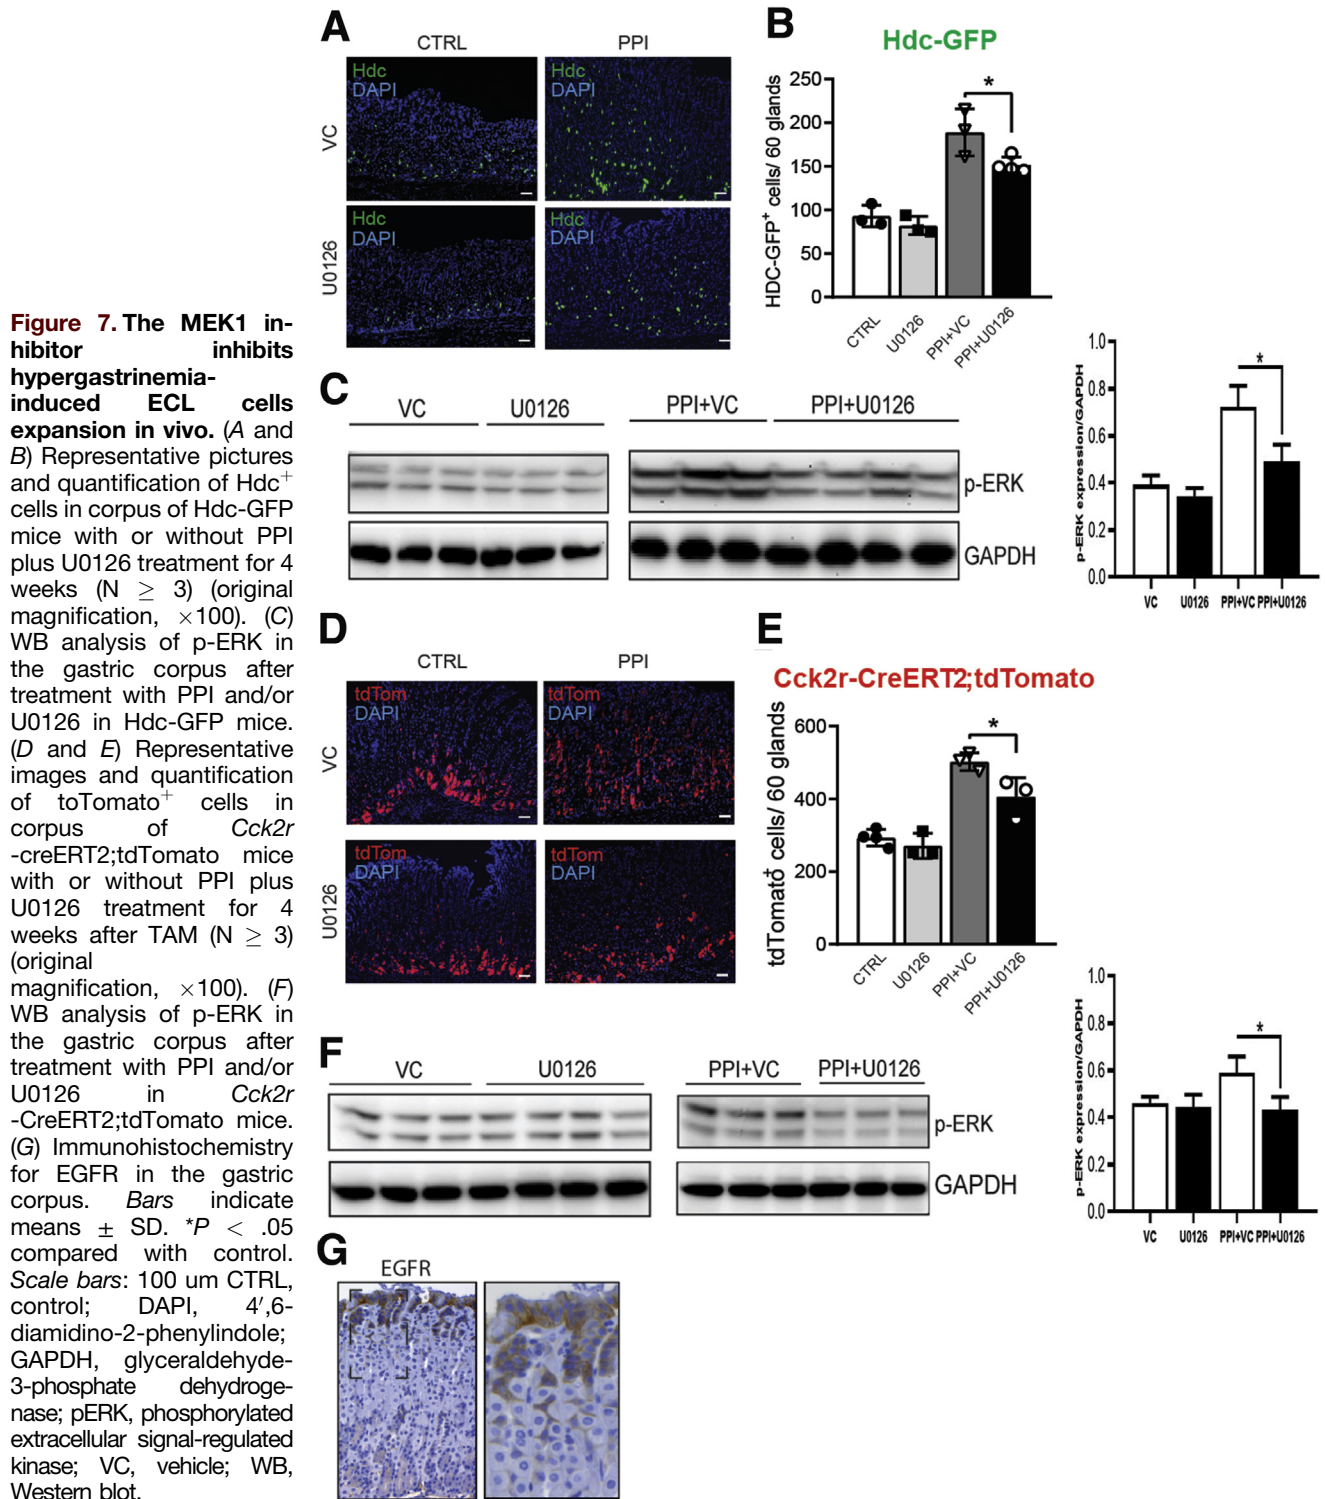 Figure 7. The MEK1 in-
hibitor inhibits
hypergastrinemia-
induced ECL cells
expansion in vivo. (A and
B) Representative pictures
and quantification of Hdc+
cells in corpus of Hdc-GFP
mice with or without PPI
plus U0126 treatment for 4
weeks (N ≥ 3) (original
magnification, ×100). (C)
WB analysis of p-ERK in
the gastric corpus after
treatment with PPI and/or
U0126 in Hdc-GFP mice.
(D and E) Representative
images and quantification
of toTomato+ cells in
corpus of Cck2r
-creERT2;tdTomato mice
with or without PPI plus
U0126 treatment for 4
weeks after TAM (N ≥ 3)
(original
magnification, ×100). (F)
WB analysis of p-ERK in
the gastric corpus after
treatment with PPI and/or
U0126 in Cck2r
-CreERT2;tdTomato mice.
(G) Immunohistochemistry
for EGFR in the gastric
corpus. Bars indicate
means ± SD. *P < .05
compared with control.
Scale bars: 100 um CTRL,
control; DAPI, 4′,6-
diamidino-2-phenylindole;
GAPDH, glyceraldehyde-
3-phosphate dehydroge-
nase; pERK, phosphorylated
extracellular signal-regulated
kinase; VC, vehicle; WB,
Western blot.
A
CTRL PPI
VC
Hdc
DAPI
Hdc
DAPI
U0126
Hdc
DAPI
Hdc
DAPI
B
Hdc-GFP
HDC-GFP+ cells/ 60 glands
250
200
150
100
50
0
*
CTRL U0126 PPI+VC PPI+U0126
C
VC U0126 PPI+VC PPI+U0126
p-ERK
GAPDH
p-ERK expression/GAPDH
1.0
0.8
0.6
0.4
0.2
0.0
*
VC U0126 PPI+VC PPI+U0126
D
CTRL PPI
VC
tdTom
DAPI
tdTom
DAPI
U0126
tdTom
DAPI
tdTom
DAPI
E
Cck2r-CreERT2;tdTomato
tdTomato+ cells/ 60 glands
600
400
200
0
*
CTRL U0126 PPI+VC PPI+U0126
F
VC U0126 PPI+VC PPI+U0126
p-ERK
GAPDH
p-ERK expression/GAPDH
1.0
0.8
0.6
0.4
0.2
0.0
*
VC U0126 PPI+VC PPI+U0126
G
EGFR